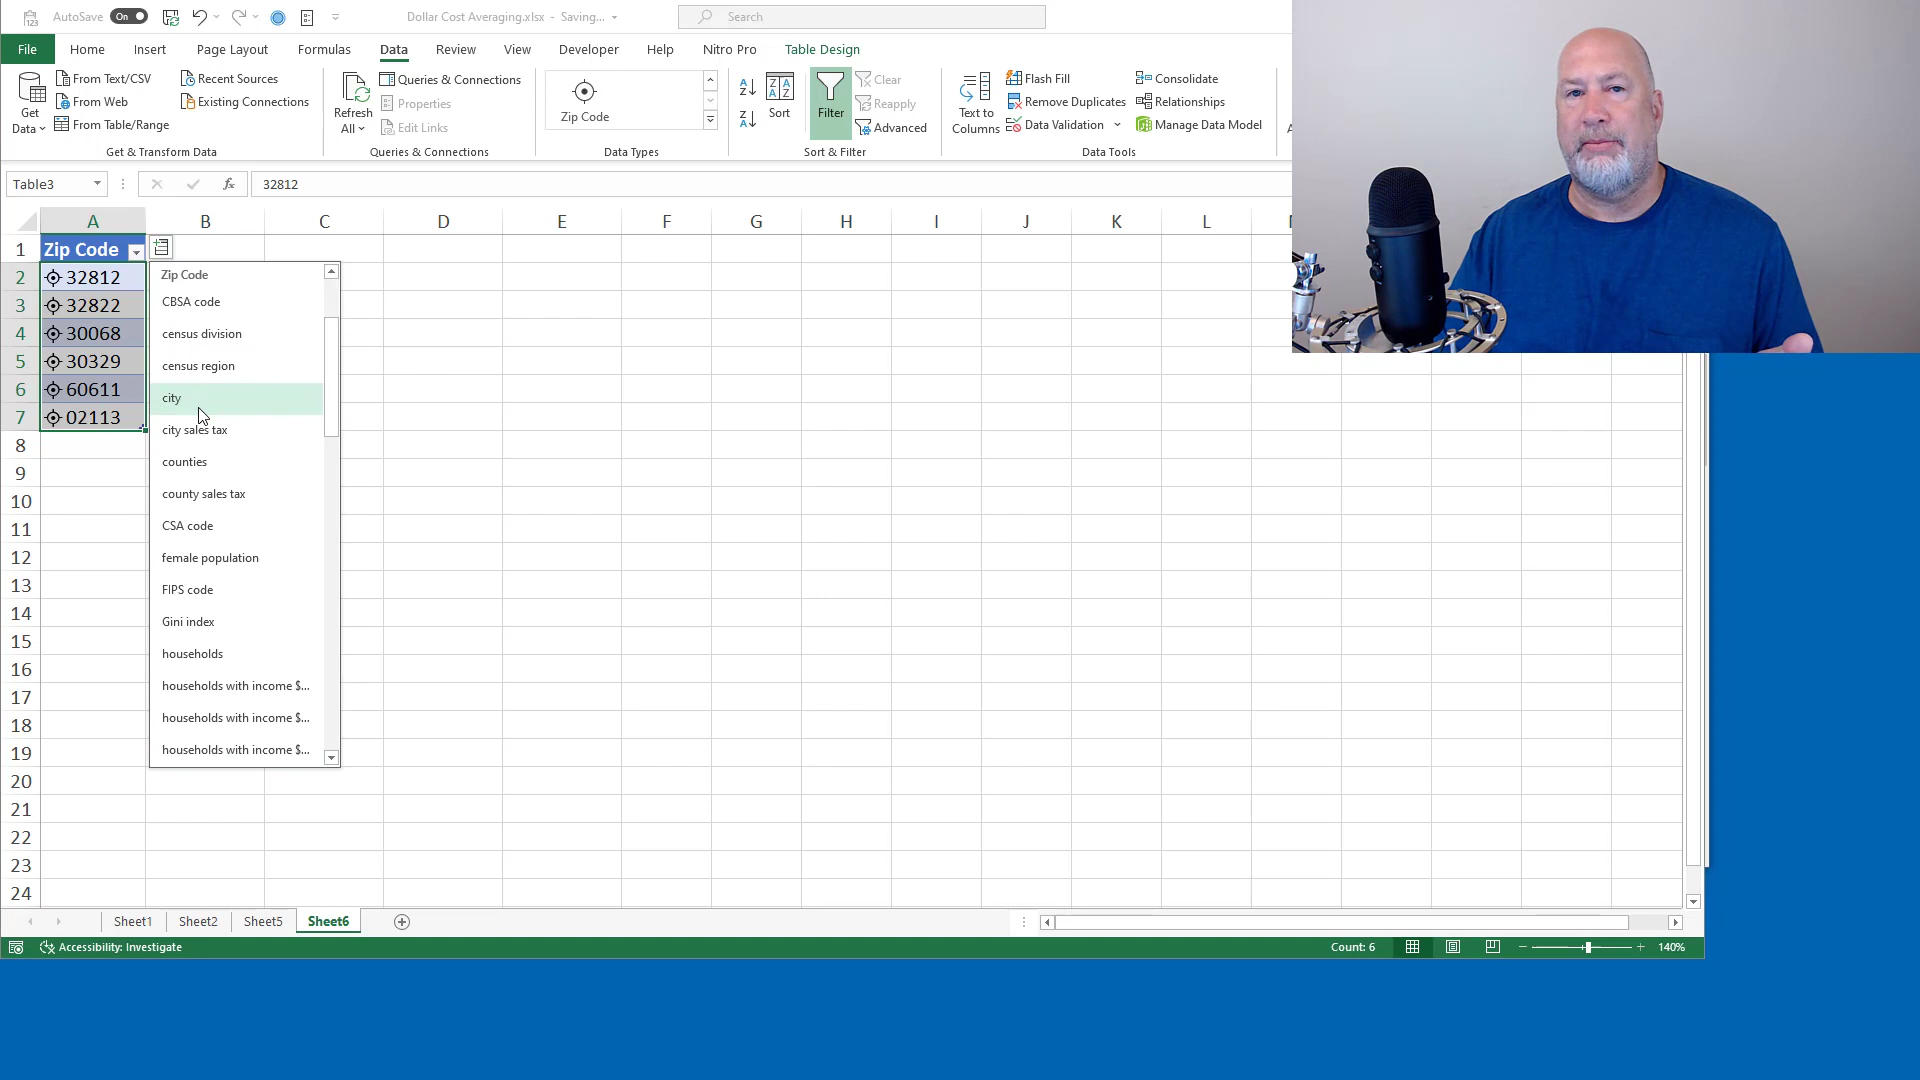 AutoSave On
Dollar Cost Averaging.xlsx - Saving...
Search
File Home Insert Page Layout Formulas Data Review View Developer Help Nitro Pro Table Design
Get Data
From Text/CSV
From Web
From Table/Range
Recent Sources
Existing Connections
Get & Transform Data
Refresh All
Queries & Connections
Properties
Edit Links
Queries & Connections
Zip Code
Data Types
Sort
Filter
Clear
Reapply
Advanced
Sort & Filter
Text to Columns
Flash Fill
Remove Duplicates
Data Validation
Consolidate
Relationships
Manage Data Model
Data Tools
Table3
fx
32812
A B C D E F G H I J K L
1 Zip Code
2 32812
3 32822
4 30068
5 30329
6 60611
7 02113
8
9
10
11
12
13
14
15
16
17
18
19
20
21
22
23
24
Zip Code
CBSA code
census division
census region
city
city sales tax
counties
county sales tax
CSA code
female population
FIPS code
Gini index
households
households with income $...
households with income $...
households with income $...
Sheet1 Sheet2 Sheet5 Sheet6
Accessibility: Investigate
Count: 6
140%